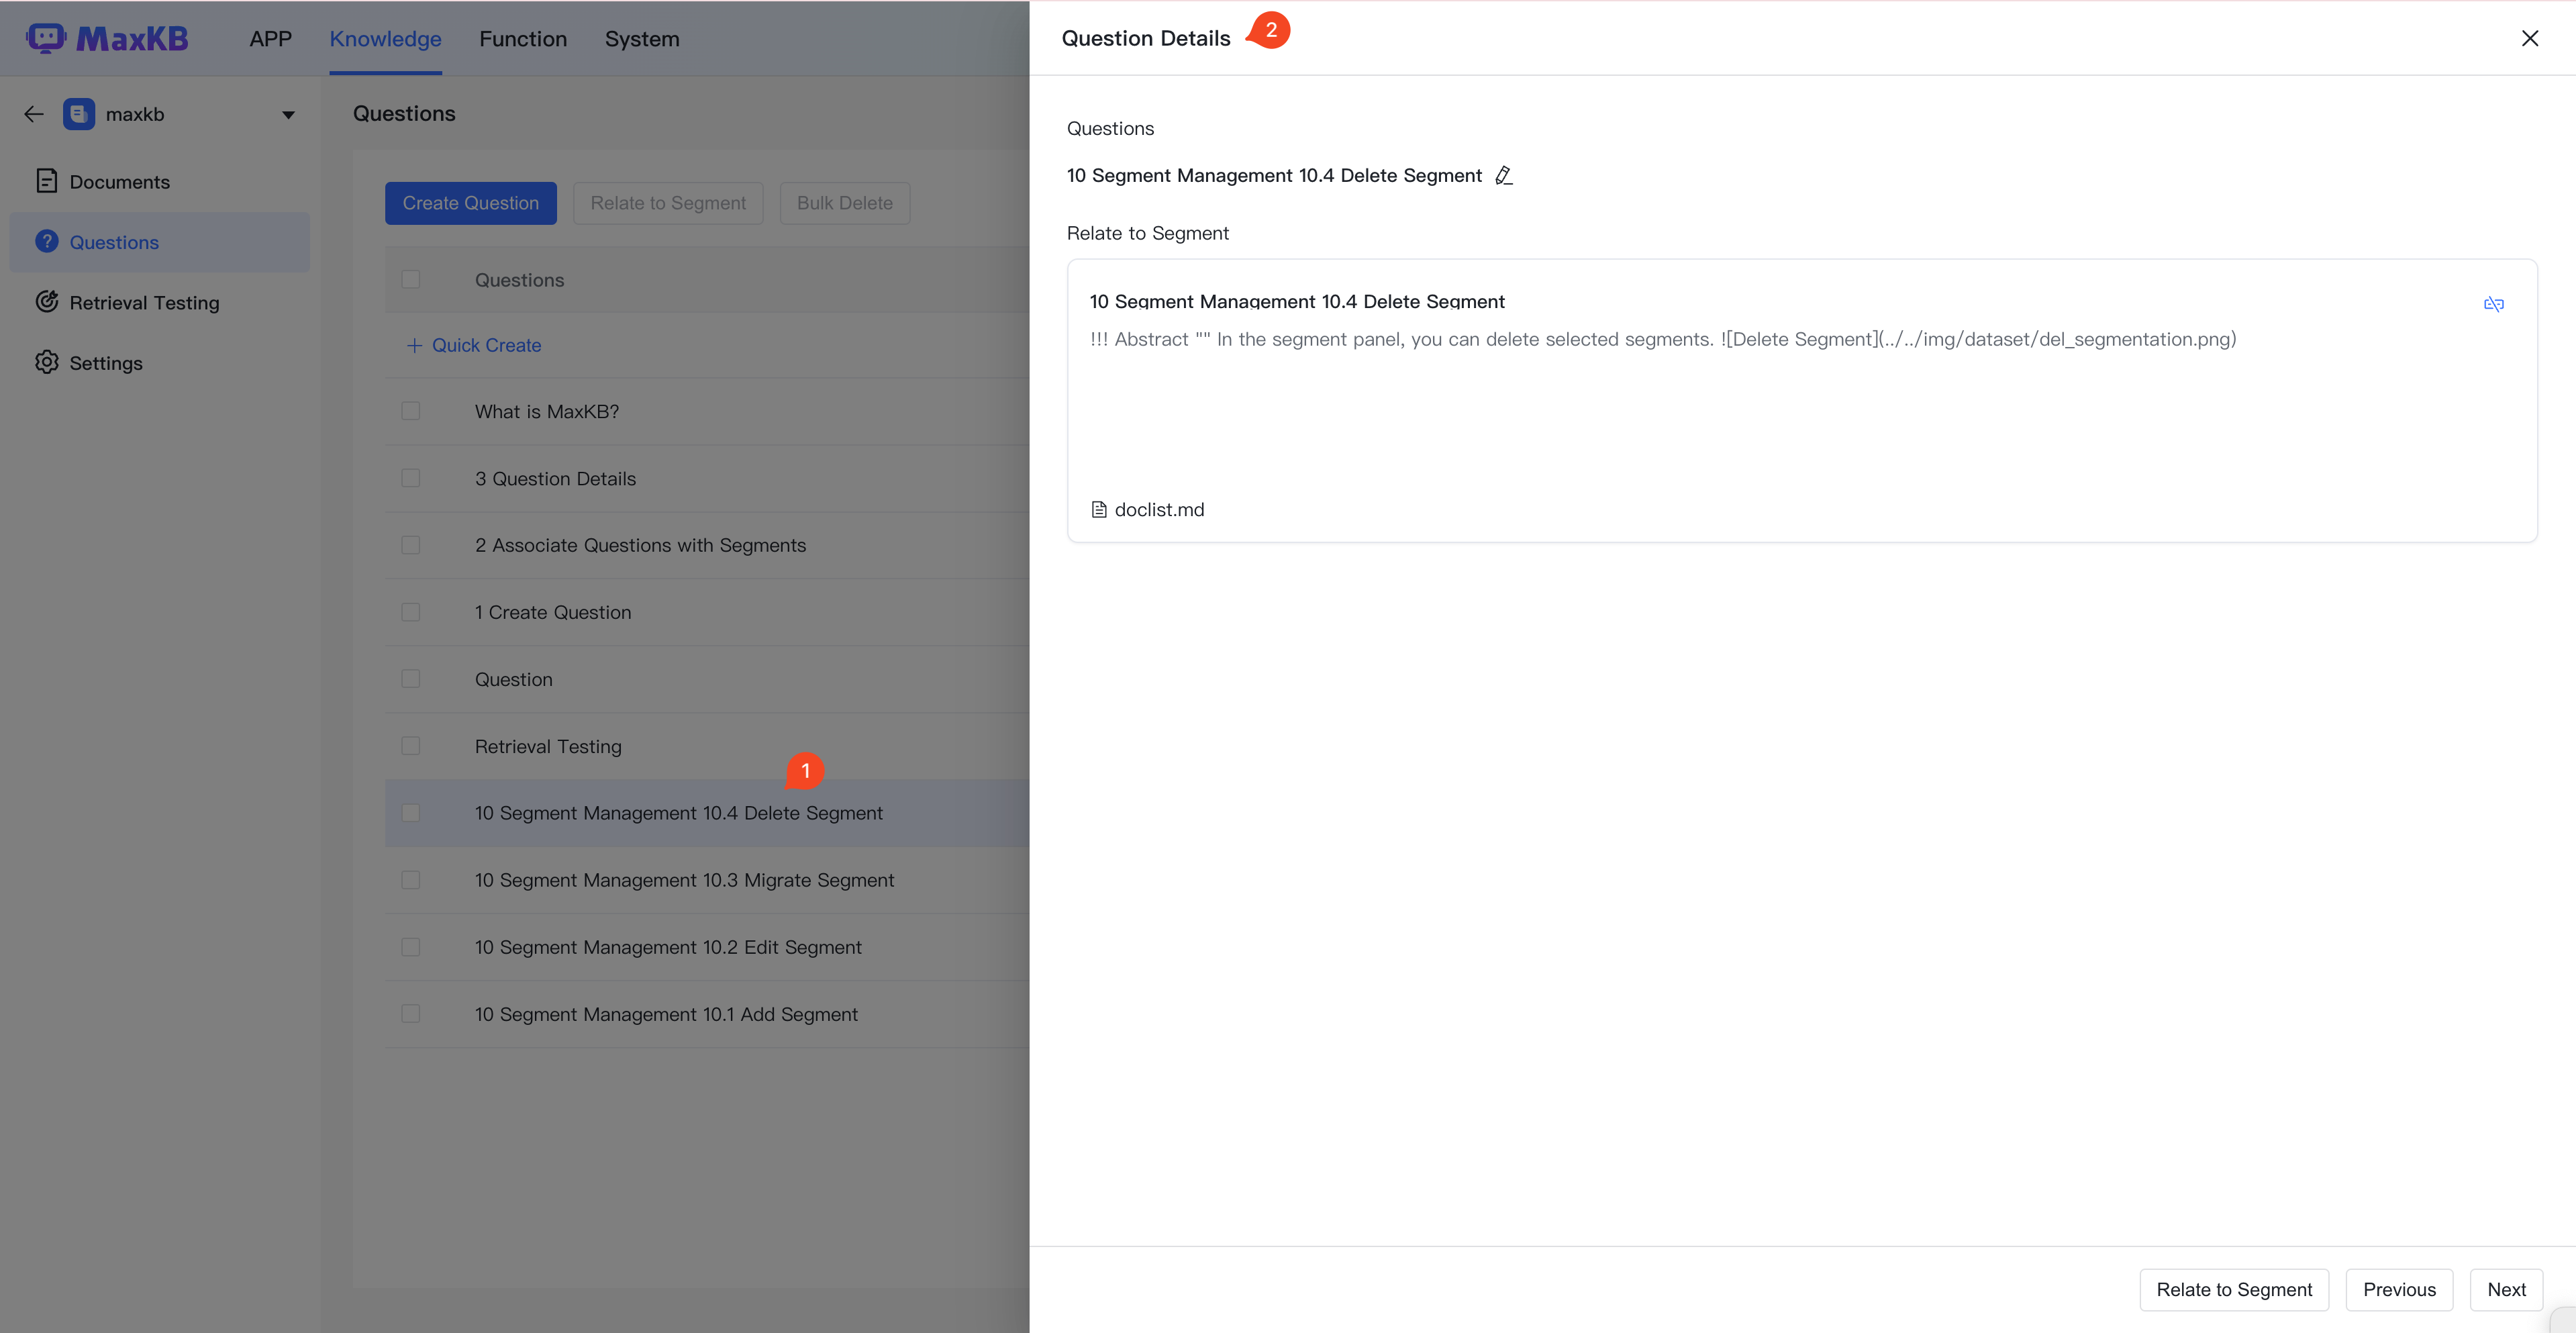 MaxKB
APP
Knowledge
Function
System
maxkb
Documents
Questions
Retrieval Testing
Settings
Questions
Create Question
Relate to Segment
Bulk Delete
Questions
Quick Create
What is MaxKB?
3 Question Details
2 Associate Questions with Segments
1 Create Question
Question
Retrieval Testing
1
10 Segment Management 10.4 Delete Segment
10 Segment Management 10.3 Migrate Segment
10 Segment Management 10.2 Edit Segment
10 Segment Management 10.1 Add Segment
Question Details
2
Questions
10 Segment Management 10.4 Delete Segment
Relate to Segment
10 Segment Management 10.4 Delete Segment
!!! Abstract "" In the segment panel, you can delete selected segments. ![Delete Segment](../../img/dataset/del_segmentation.png)
doclist.md
Relate to Segment
Previous
Next